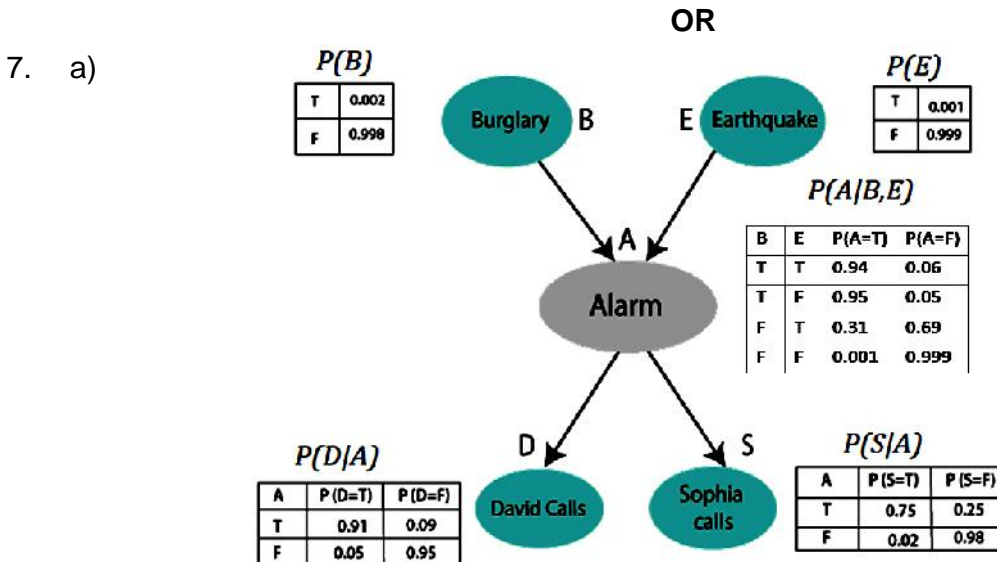 OR
7. a)
P(B)
T 0.002
F 0.998
Burglary B
E Earthquake
P(E)
T 0.001
F 0.999
P(A/B,E)
B E P(A=T) P(A=F)
T T 0.94 0.06
T F 0.95 0.05
F T 0.31 0.69
F F 0.001 0.999
A
Alarm
P(D/A)
A P (D=T) P (D=F)
T 0.91 0.09
F 0.05 0.95
D
David Calls
S
Sophia
calls
P(S/A)
A P (S=T) P (S=F)
T 0.75 0.25
F 0.02 0.98